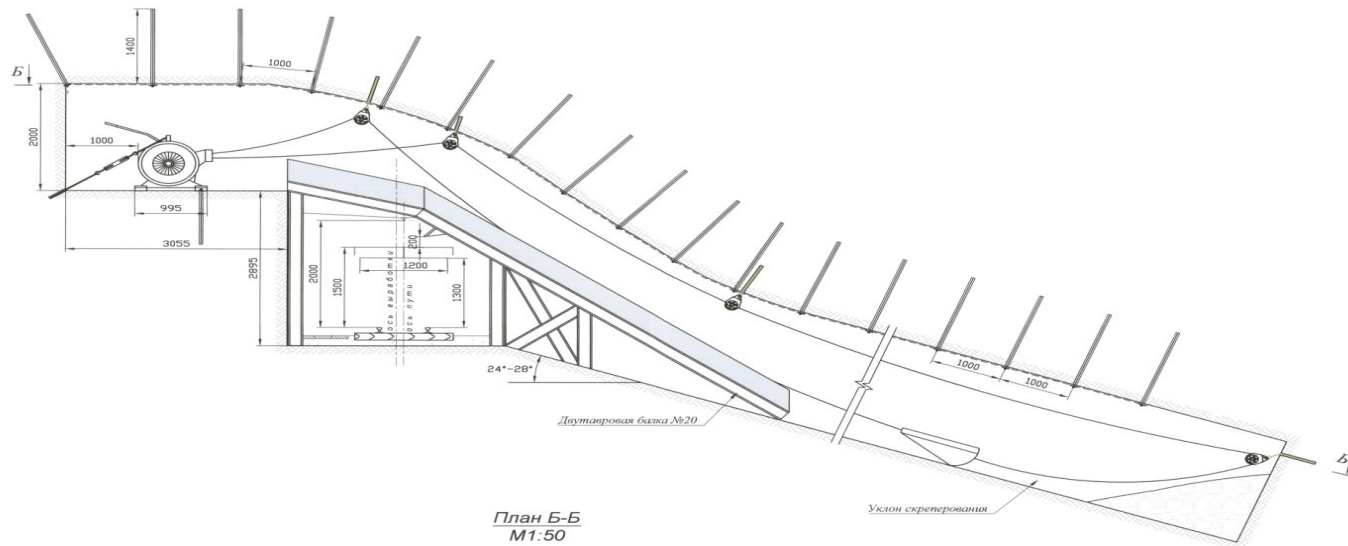 1400
1000
Б
2000
1000
995
3055
2895
2000
1500
200
1200
1300
ось выработки
ось пути
24°-28°
Двутавровая балка №20
1000
1000
Уклон скреперования
Б
План Б-Б
М1:50